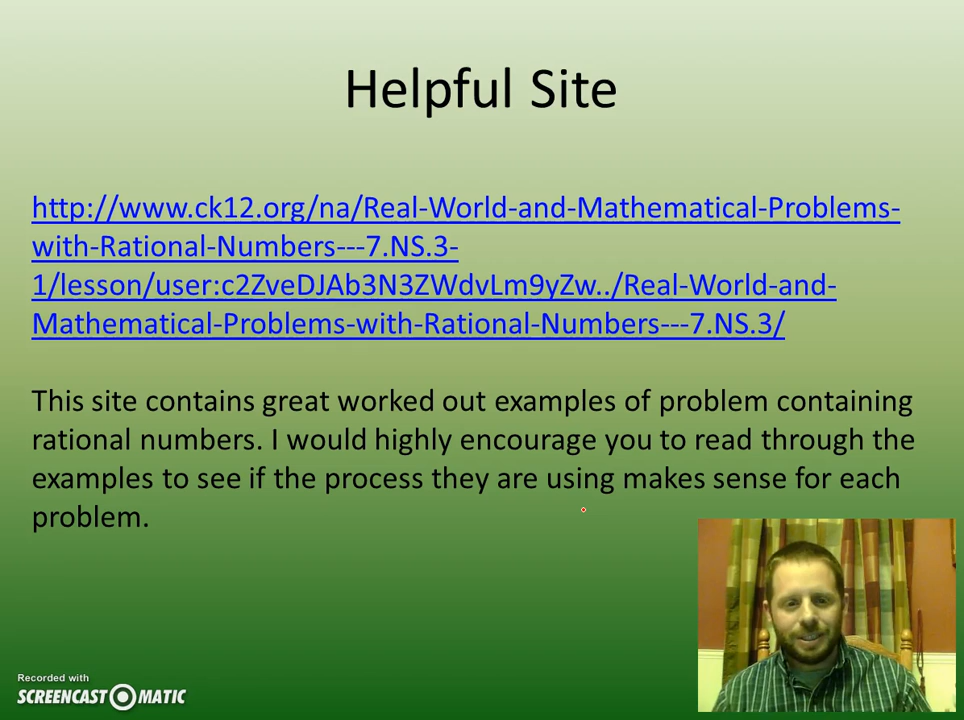 Helpful Site
http://www.ck12.org/na/Real-World-and-Mathematical-Problems-
with-Rational-Numbers---7.NS.3-
1/lesson/user:c2ZveDJAb3N3ZWdvLm9yZw../Real-World-and-
Mathematical-Problems-with-Rational-Numbers---7.NS.3/
This site contains great worked out examples of problem containing
rational numbers. I would highly encourage you to read through the
examples to see if the process they are using makes sense for each
problem.
Recorded with
SCREENCAST MATIC